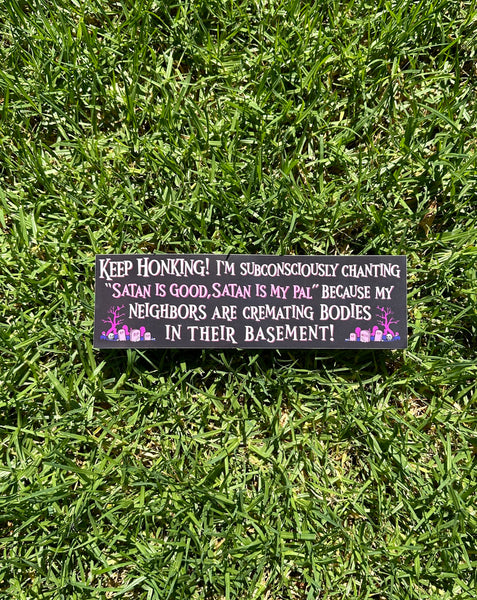 Keep Honking! I'm subconsciously chanting
"Satan is good, Satan is my pal" Because my
neighbors are cremating bodies
in their basement!